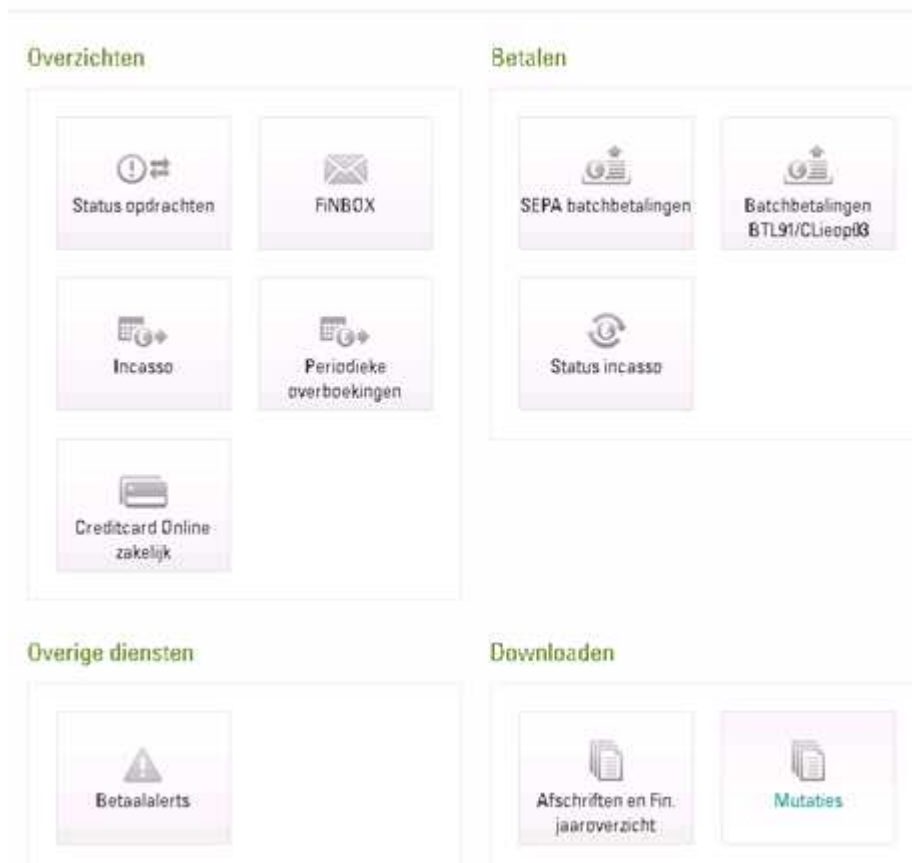 Overzichten
Betalen
Status opdrachten
FiNBOX
SEPA batchbetalingen
Batchbetalingen
BTL91/CLieop03
Incasso
Periodieke
overboekingen
Status incasso
Creditcard Online
zakelijk
Overige diensten
Downloaden
Betaalalerts
Afschriften en Fin.
jaaroverzicht
Mutaties